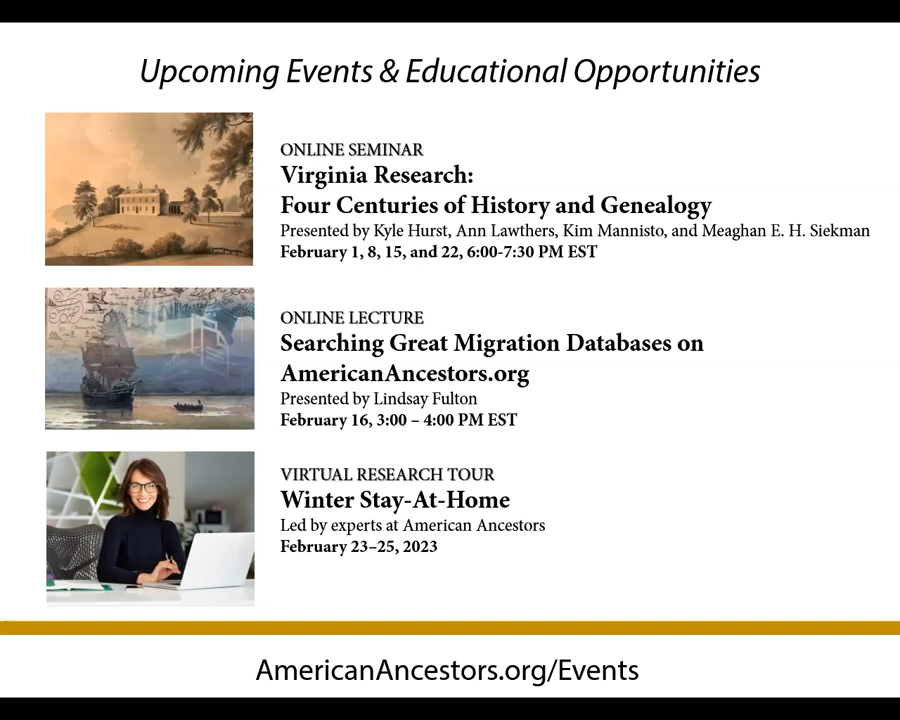 Upcoming Events & Educational Opportunities
ONLINE SEMINAR
Virginia Research:
Four Centuries of History and Genealogy
Presented by Kyle Hurst, Ann Lawthers, Kim Mannisto, and Meaghan E. H. Siekman
February 1, 8, 15, and 22, 6:00-7:30 PM EST
ONLINE LECTURE
Searching Great Migration Databases on
AmericanAncestors.org
Presented by Lindsay Fulton
February 16, 3:00 – 4:00 PM EST
VIRTUAL RESEARCH TOUR
Winter Stay-At-Home
Led by experts at American Ancestors
February 23–25, 2023
AmericanAncestors.org/Events